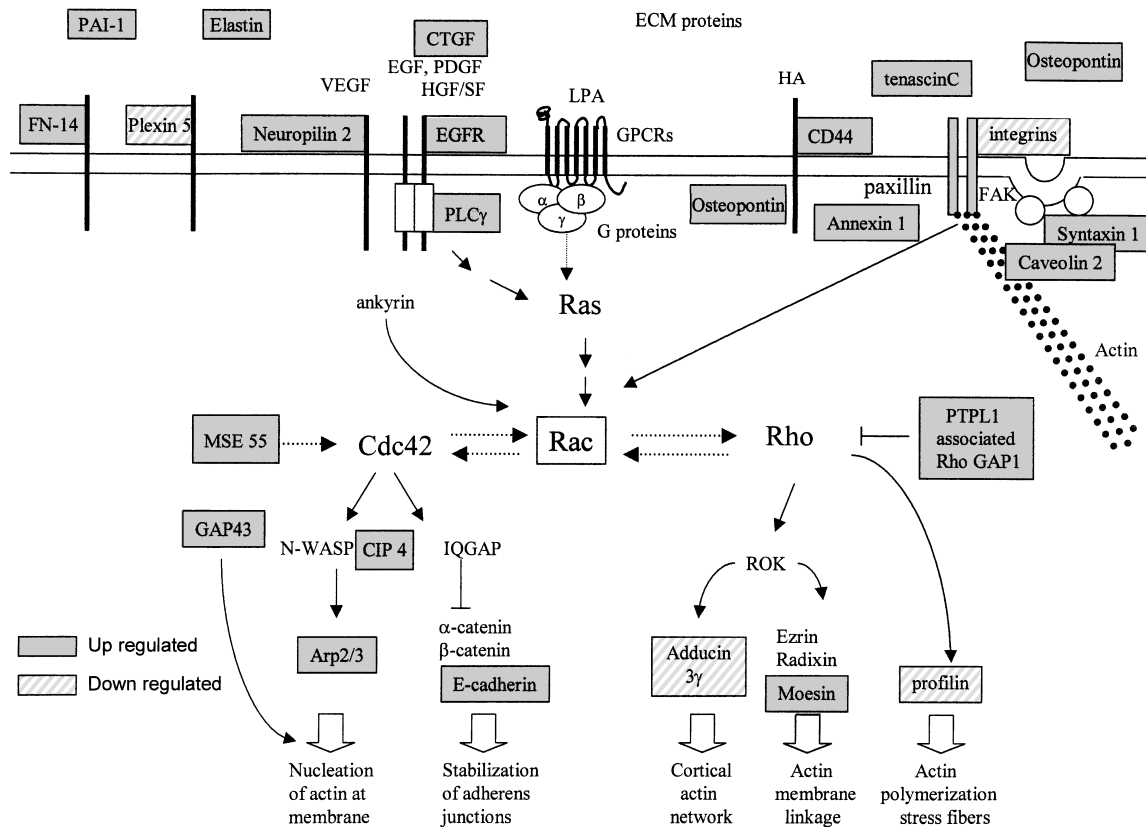 PAI-1
Elastin
CTGF
ECM proteins
Osteopontin
VEGF
EGF, PDGF
HGF/SF
LPA
HA
tenascinC
FN-14
Plexin 5
Neuropilin 2
EGFR
GPCRs
CD44
integrins
α
β
γ
G proteins
PLCγ
Osteopontin
paxillin
FAK
Annexin 1
Syntaxin 1
Caveolin 2
ankyrin
Ras
Actin
MSE 55
Cdc42
Rac
Rho
PTPL1
associated
Rho GAP1
GAP43
N-WASP
CIP 4
IQGAP
ROK
Up regulated
Down regulated
Arp2/3
α-catenin
β-catenin
E-cadherin
Adducin
3γ
Ezrin
Radixin
Moesin
profilin
Nucleation
of actin at
membrane
Stabilization
of adherens
junctions
Cortical
actin
network
Actin
membrane
linkage
Actin
polymerization
stress fibers